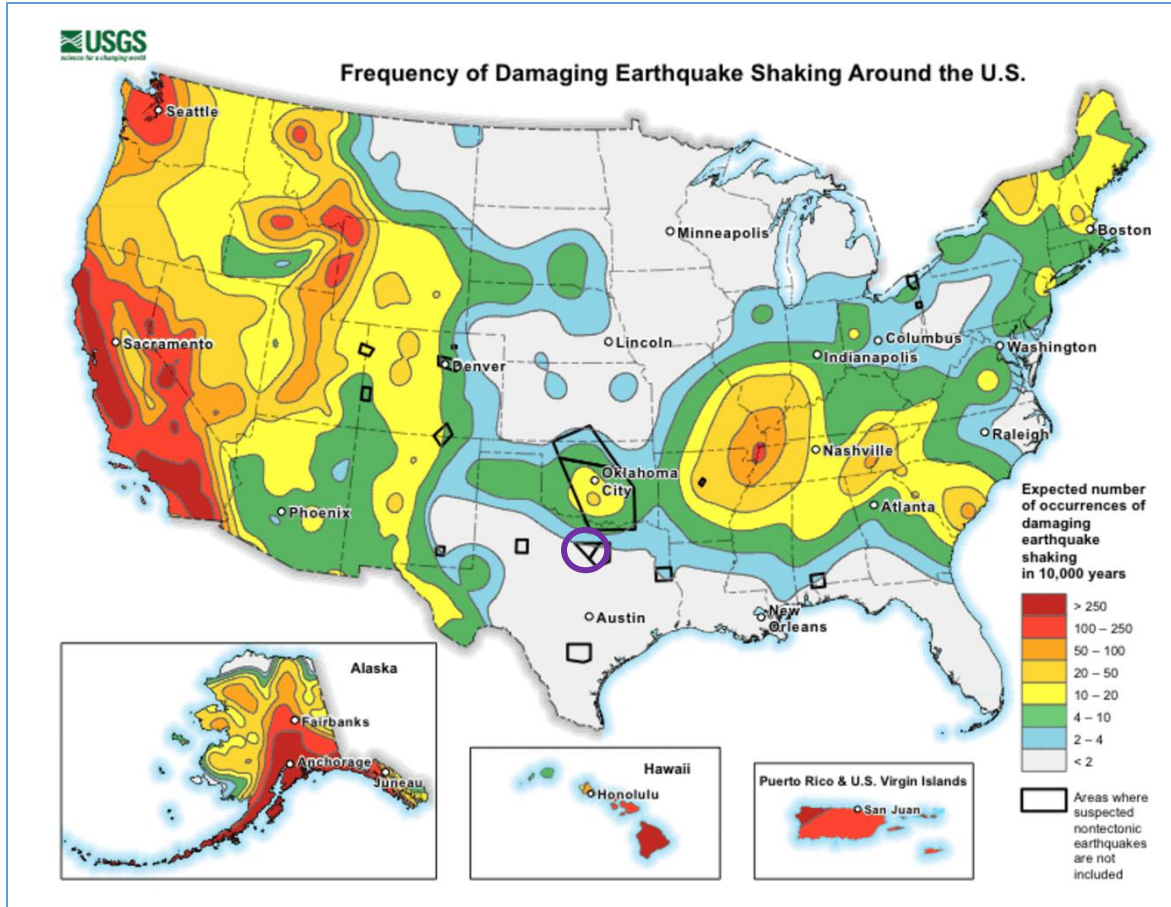 USGS
science for a changing world
Frequency of Damaging Earthquake Shaking Around the U.S.
Seattle
Minneapolis
Boston
Sacramento
Lincoln
Columbus
Washington
Indianapolis
Denver
Raleigh
Nashville
Oklahoma
City
Phoenix
Atlanta
Austin
New
Orleans
Expected number
of occurrences of
damaging
earthquake
shaking
in 10,000 years
> 250
100 – 250
50 – 100
20 – 50
10 – 20
4 – 10
2 – 4
< 2
Areas where
suspected
nontectonic
earthquakes
are not
included
Alaska
Fairbanks
Anchorage
Juneau
Hawaii
Honolulu
Puerto Rico & U.S. Virgin Islands
San Juan